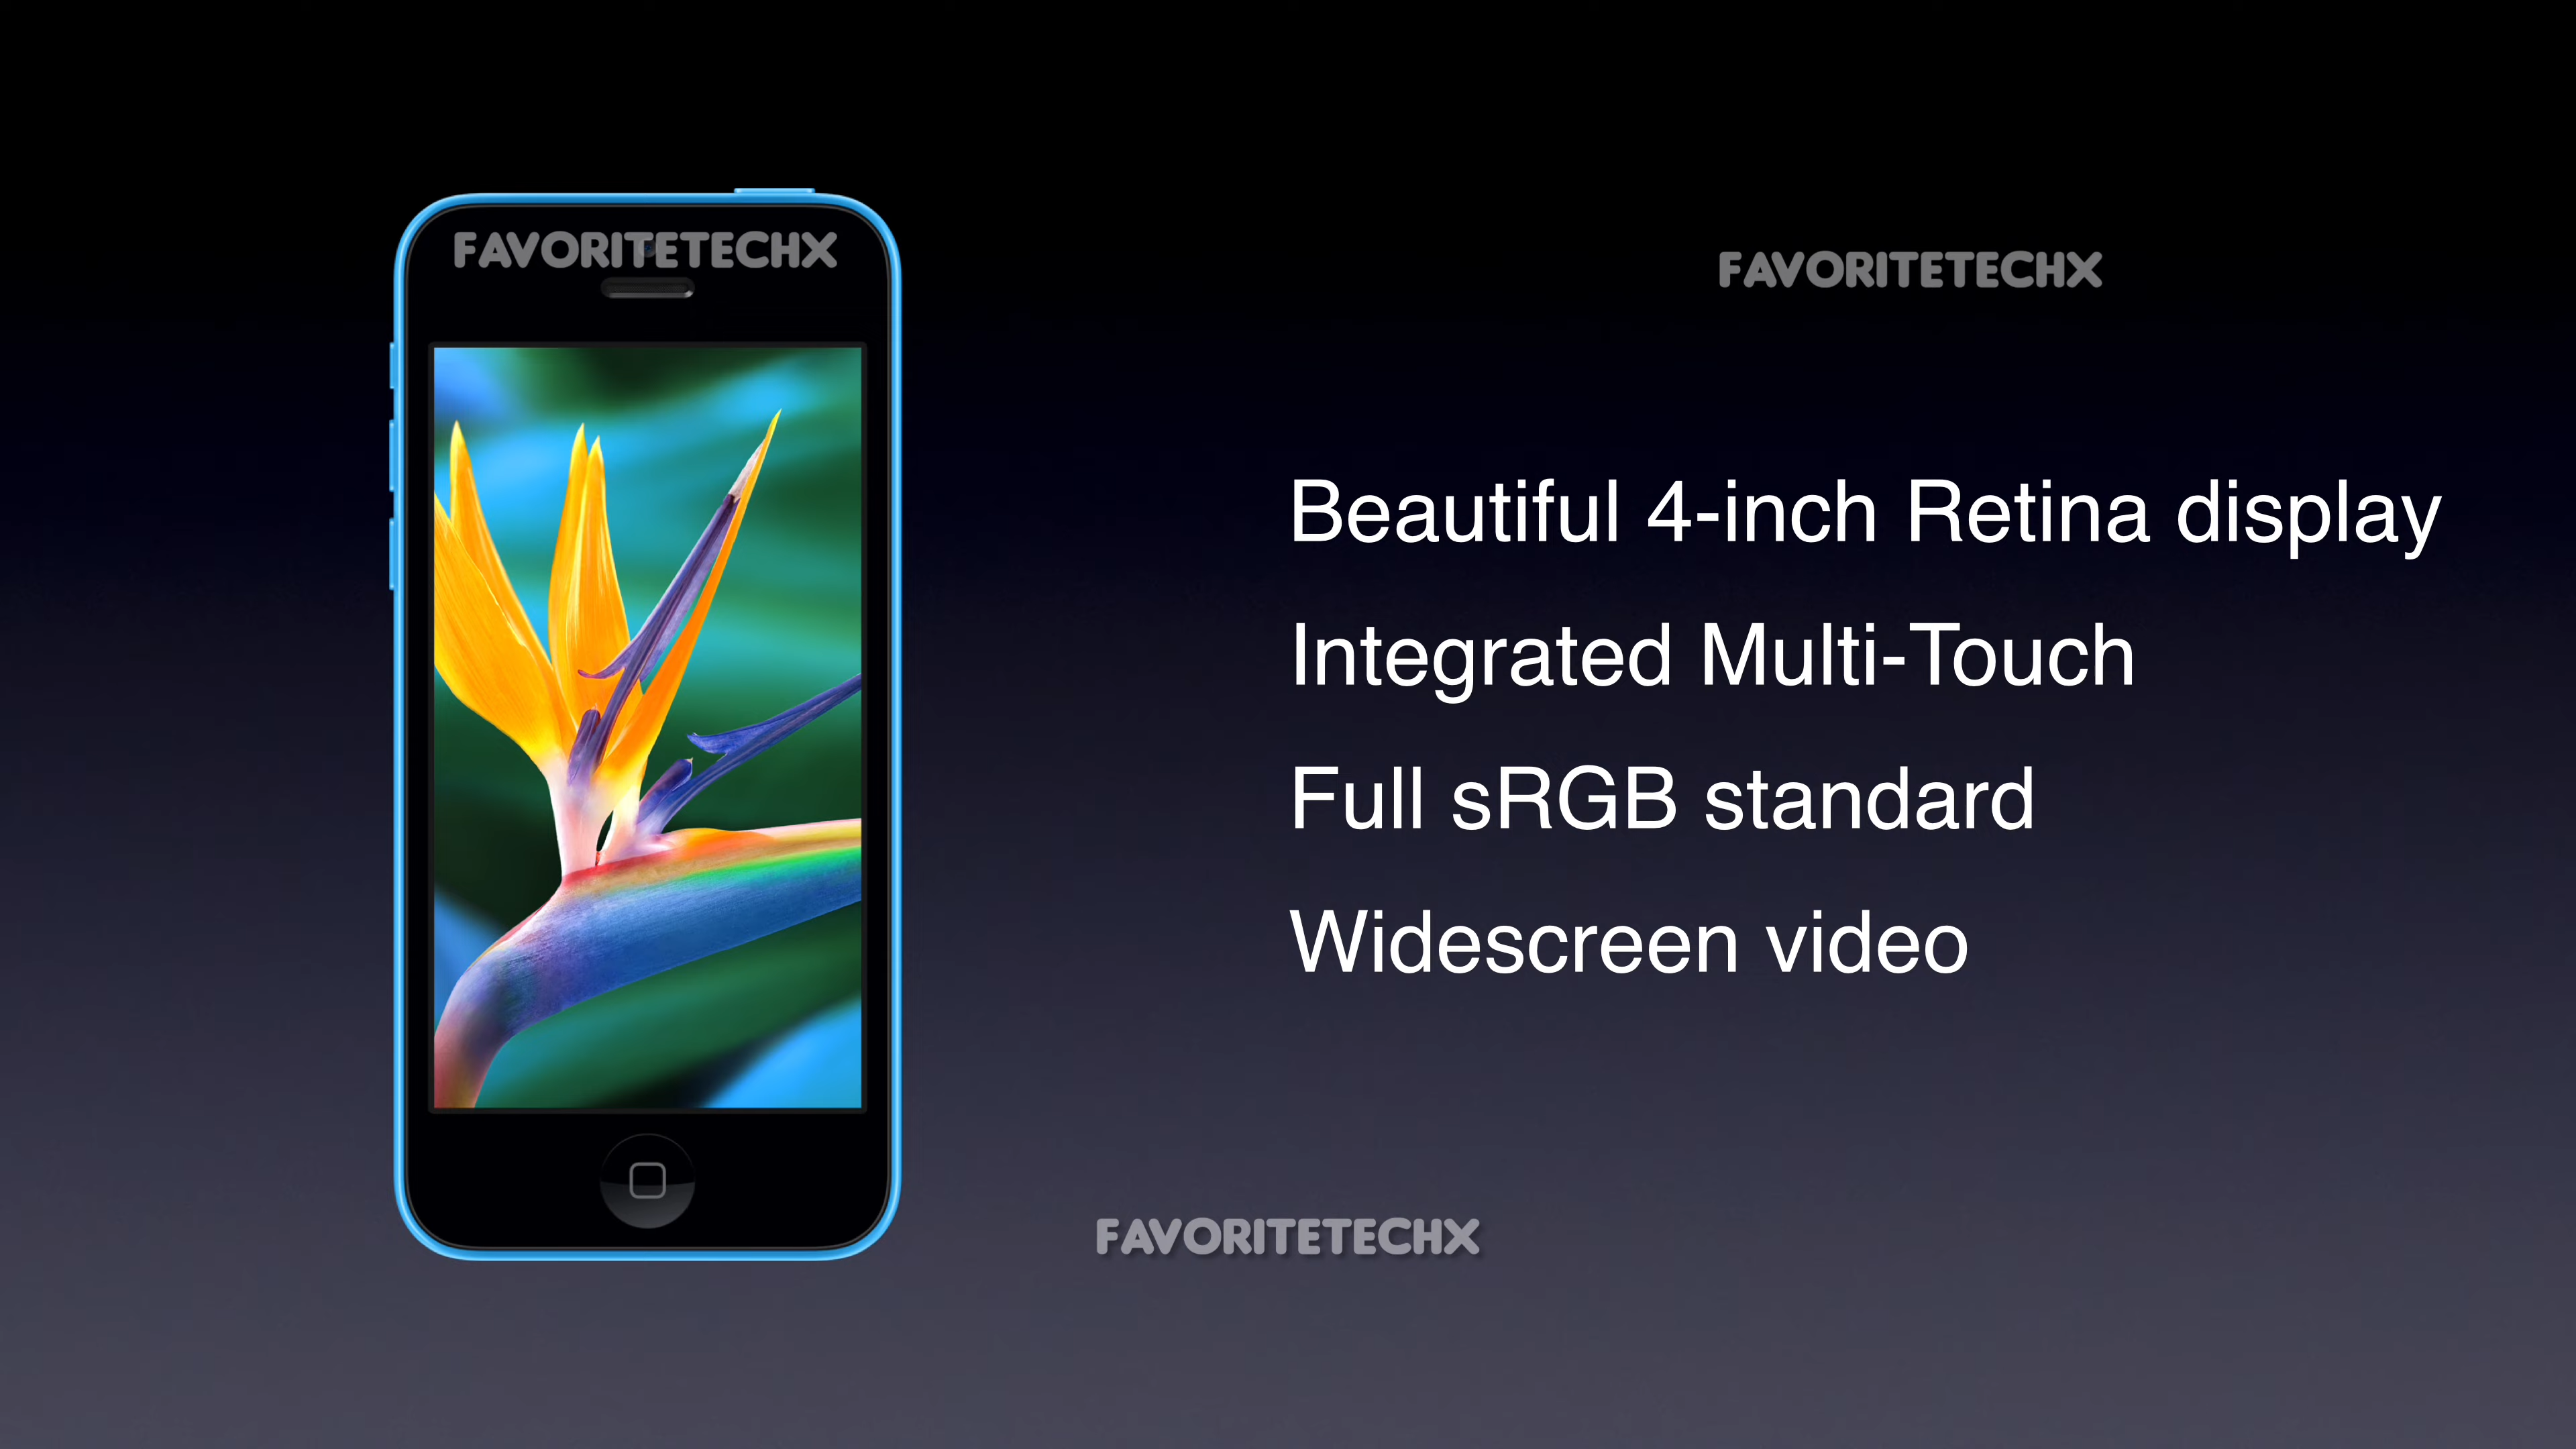 FAVORITETECHX
FAVORITETECHX
Beautiful 4-inch Retina display
Integrated Multi-Touch
Full sRGB standard
Widescreen video
FAVORITETECHX